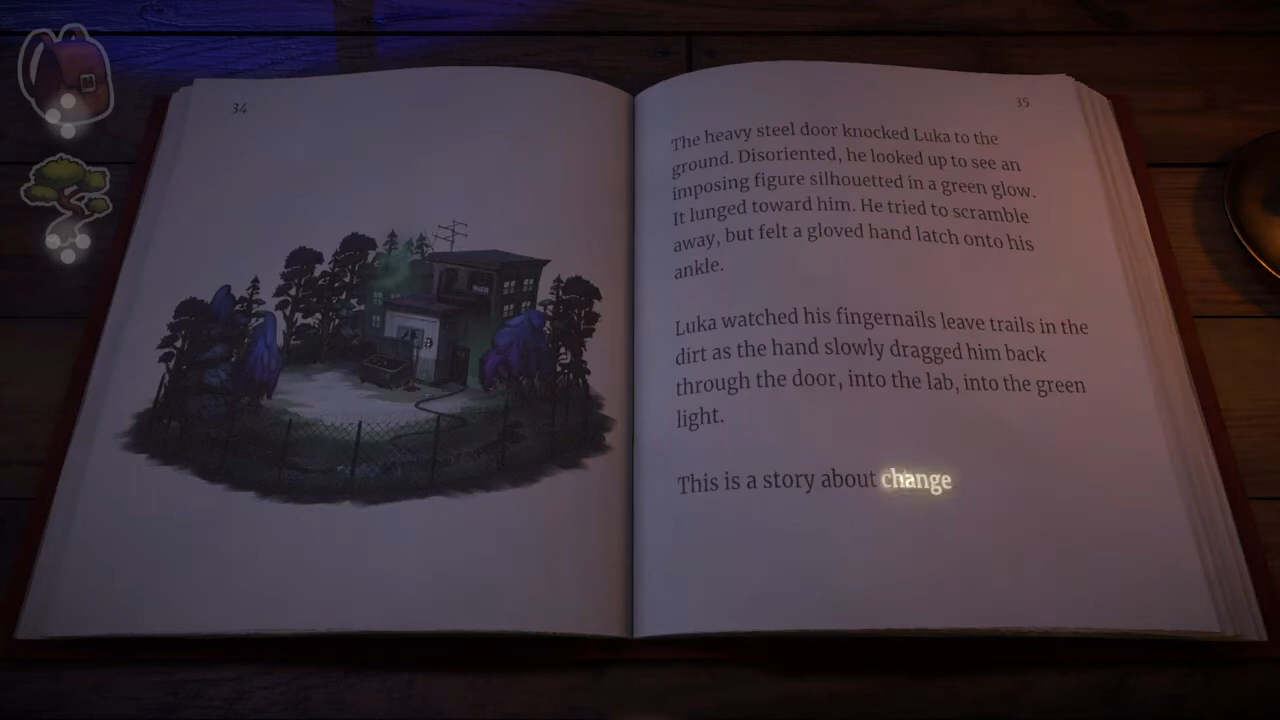 34
35
The heavy steel door knocked Luka to the
ground. Disoriented, he looked up to see an
imposing figure silhouetted in a green glow.
It lunged toward him. He tried to scramble
away, but felt a gloved hand latch onto his
ankle.
Luka watched his fingernails leave trails in the
dirt as the hand slowly dragged him back
through the door, into the lab, into the green
light.
This is a story about change